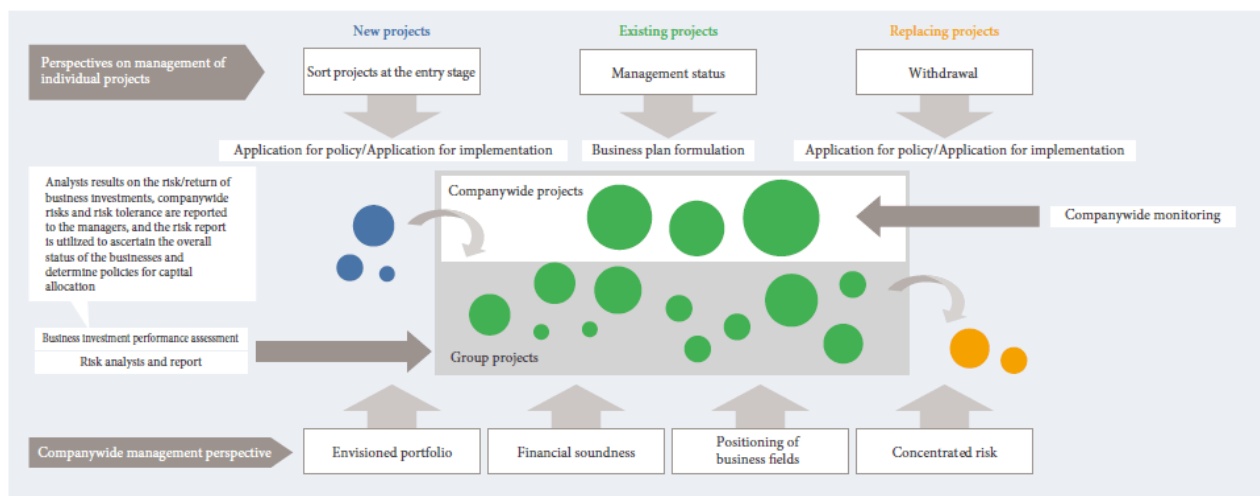 New projects
Existing projects
Replacing projects
Perspectives on management of
individual projects
Sort projects at the entry stage
Management status
Withdrawal
Application for policy/Application for implementation
Business plan formulation
Application for policy/Application for implementation
Analysts results on the risk/return of
business investments, companywide
risks and risk tolerance are reported
to the managers, and the risk report
is utilized to ascertain the overall
status of the businesses and
determine policies for capital
allocation
Companywide projects
Companywide monitoring
Business investment performance assessment
Risk analysts and report
Group projects
Companywide management perspective
Envisioned portfolio
Financial soundness
Positioning of
business fields
Concentrated risk